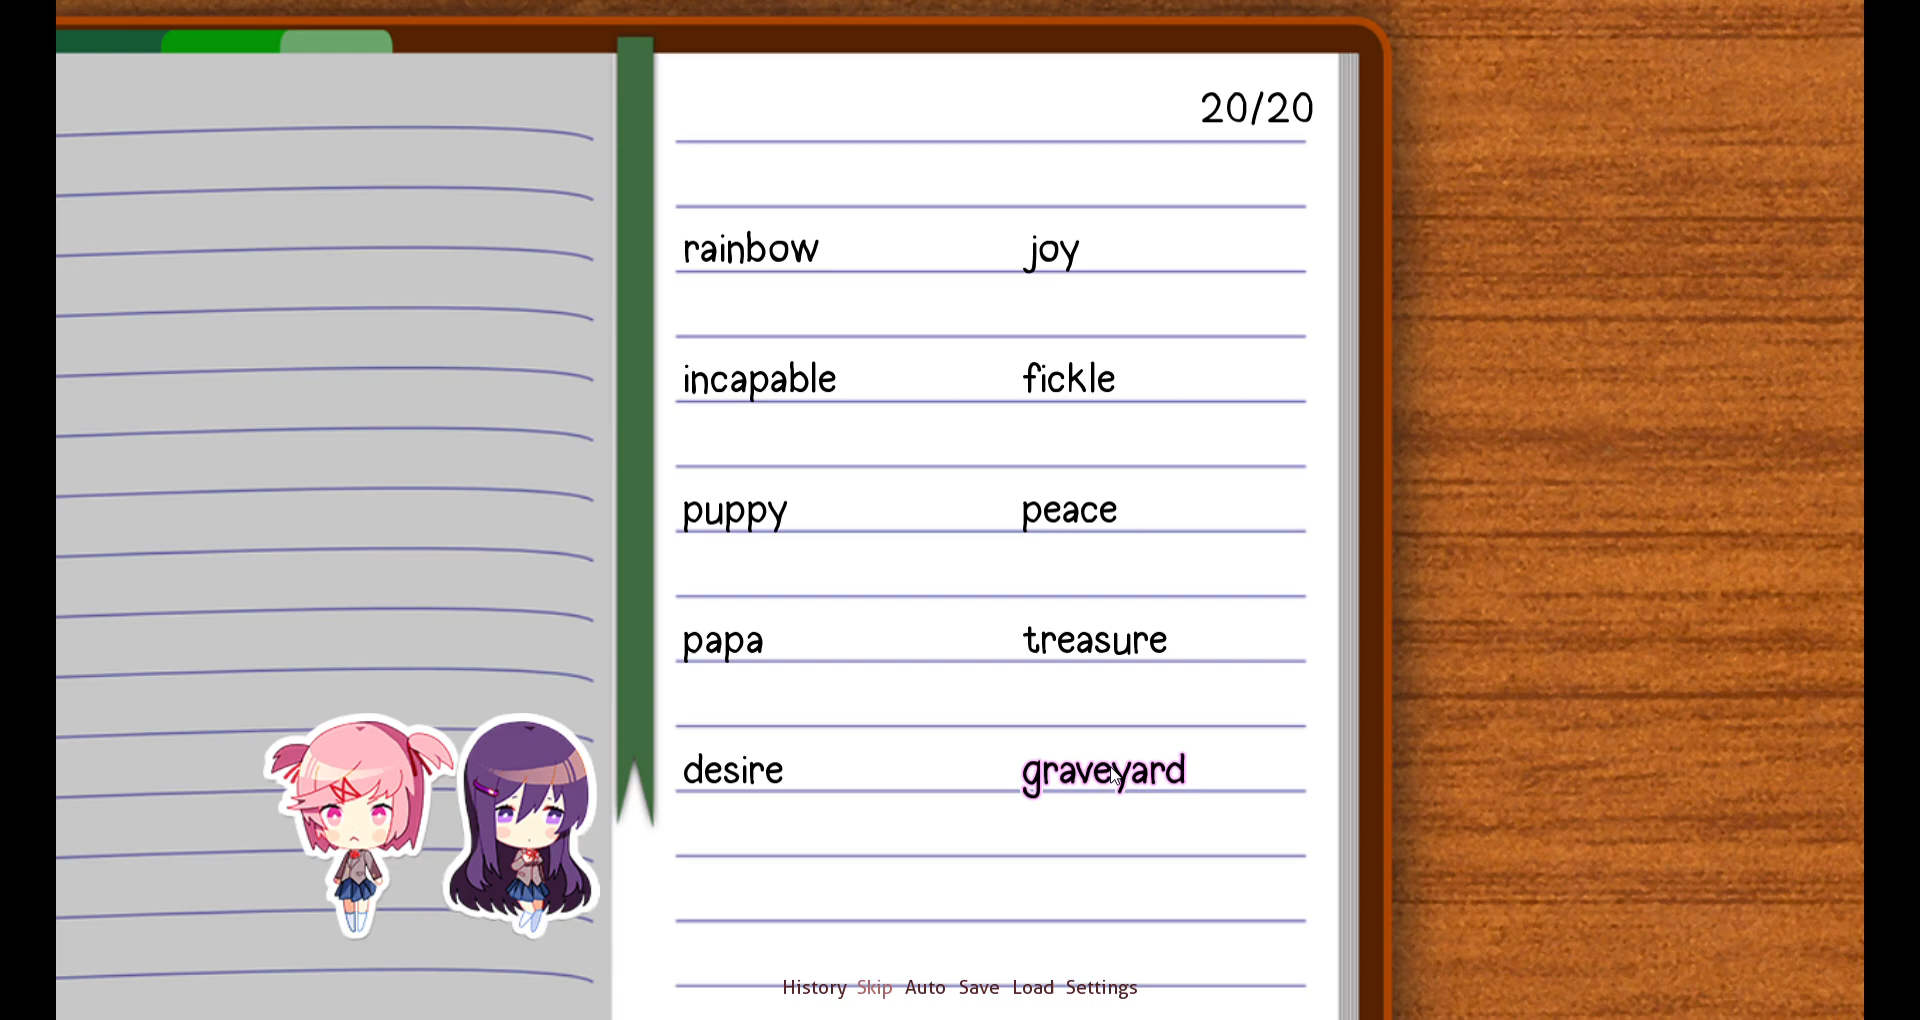 20/20
rainbow joy
incapable fickle
puppy peace
papa treasure
desire graveyard
History Skip Auto Save Load Settings